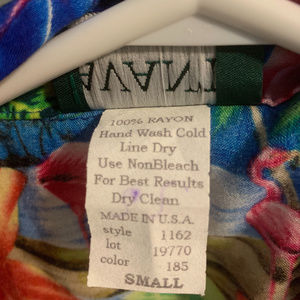 100% RAYON
Hand Wash Cold
Line Dry
Use NonBleach
For Best Results
Dry Clean
MADE IN U.S.A.
style 1162
lot 19770
color 185
SMALL